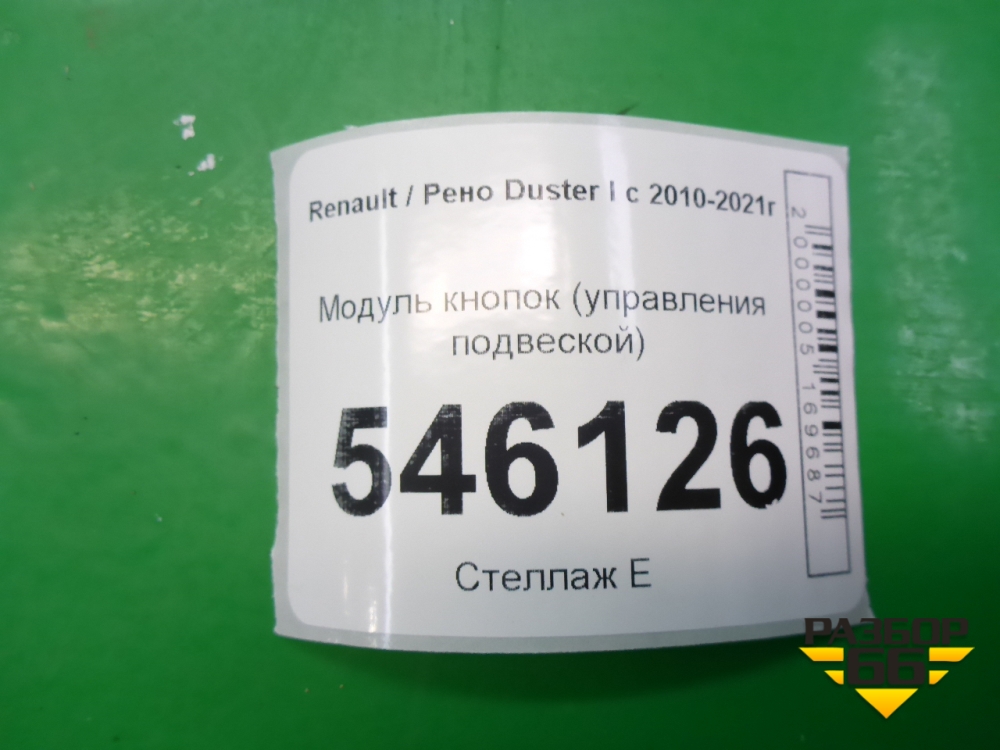 Renault / Рено Duster I с 2010-2021г
Модуль кнопок (управления
подвеской)
546126
Стеллаж Е
2000005169687
РАЗБОР
66